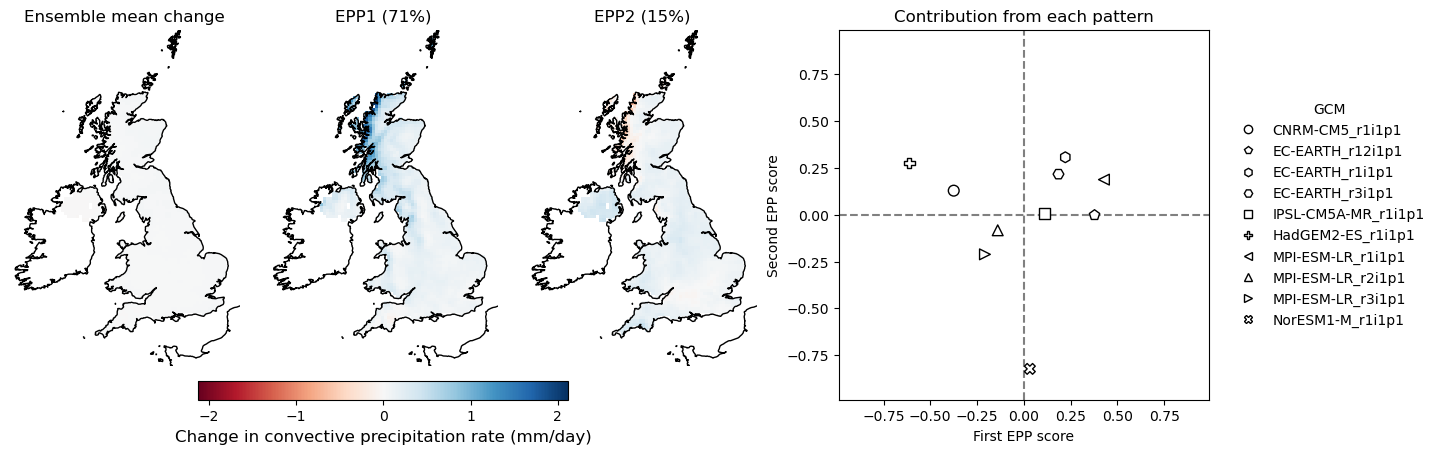 Ensemble mean change
EPP1 (71%)
EPP2 (15%)
−2
−1
0
1
2
Change in convective precipitation rate (mm/day)
Contribution from each pattern
0.75
0.50
0.25
0.00
−0.25
−0.50
−0.75
Second EPP score
−0.75
−0.50
−0.25
0.00
0.25
0.50
0.75
First EPP score
GCM
CNRM-CM5_r1i1p1
EC-EARTH_r12i1p1
EC-EARTH_r1i1p1
EC-EARTH_r3i1p1
IPSL-CM5A-MR_r1i1p1
HadGEM2-ES_r1i1p1
MPI-ESM-LR_r1i1p1
MPI-ESM-LR_r2i1p1
MPI-ESM-LR_r3i1p1
NorESM1-M_r1i1p1